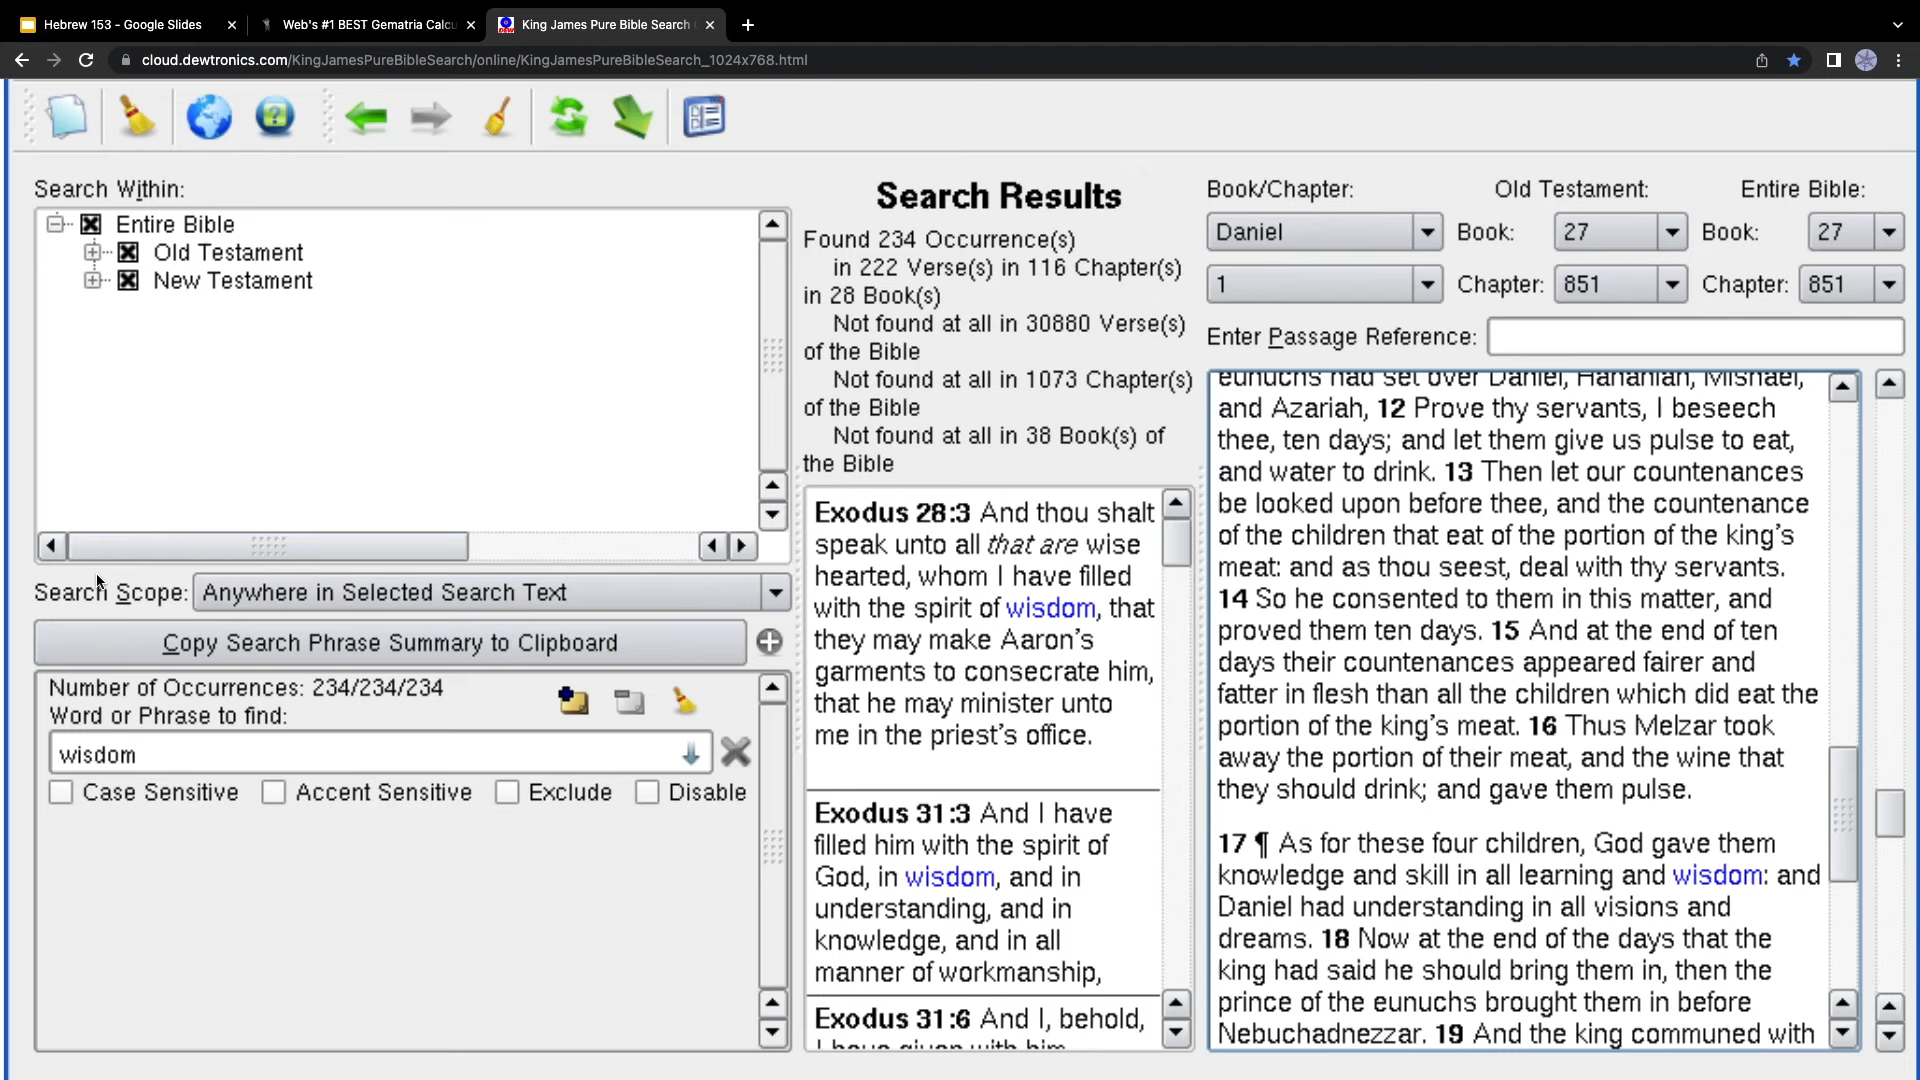 Hebrew 153 - Google Slides
Web's #1 BEST Gematria Calcu
King James Pure Bible Search
cloud.dewtronics.com/KingJamesPureBibleSearch/online/KingJamesPureBibleSearch_1024x768.html
Search Within:
Entire Bible
Old Testament
New Testament
Search Scope: Anywhere in Selected Search Text
Copy Search Phrase Summary to Clipboard
Number of Occurrences: 234/234/234
Word or Phrase to find:
wisdom
Case Sensitive Accent Sensitive Exclude Disable
Search Results
Found 234 Occurrence(s)
in 222 Verse(s) in 116 Chapter(s)
in 28 Book(s)
Not found at all in 30880 Verse(s)
of the Bible
Not found at all in 1073 Chapter(s)
of the Bible
Not found at all in 38 Book(s) of
the Bible
Exodus 28:3 And thou shalt
speak unto all that are wise
hearted, whom I have filled
with the spirit of wisdom, that
they may make Aaron's
garments to consecrate him,
that he may minister unto
me in the priest's office.
Exodus 31:3 And I have
filled him with the spirit of
God, in wisdom, and in
understanding, and in
knowledge, and in all
manner of workmanship,
Exodus 31:6 And I, behold,
I have given with him
Book/Chapter: Old Testament: Entire Bible:
Daniel Book: 27 Book: 27
1 Chapter: 851 Chapter: 851
Enter Passage Reference:
eunuchs had set over Daniel, Hananiah, Mishael,
and Azariah, 12 Prove thy servants, I beseech
thee, ten days; and let them give us pulse to eat,
and water to drink. 13 Then let our countenances
be looked upon before thee, and the countenance
of the children that eat of the portion of the king's
meat: and as thou seest, deal with thy servants.
14 So he consented to them in this matter, and
proved them ten days. 15 And at the end of ten
days their countenances appeared fairer and
fatter in flesh than all the children which did eat the
portion of the king's meat. 16 Thus Melzar took
away the portion of their meat, and the wine that
they should drink; and gave them pulse.
17 ¶ As for these four children, God gave them
knowledge and skill in all learning and wisdom: and
Daniel had understanding in all visions and
dreams. 18 Now at the end of the days that the
king had said he should bring them in, then the
prince of the eunuchs brought them in before
Nebuchadnezzar. 19 And the king communed with